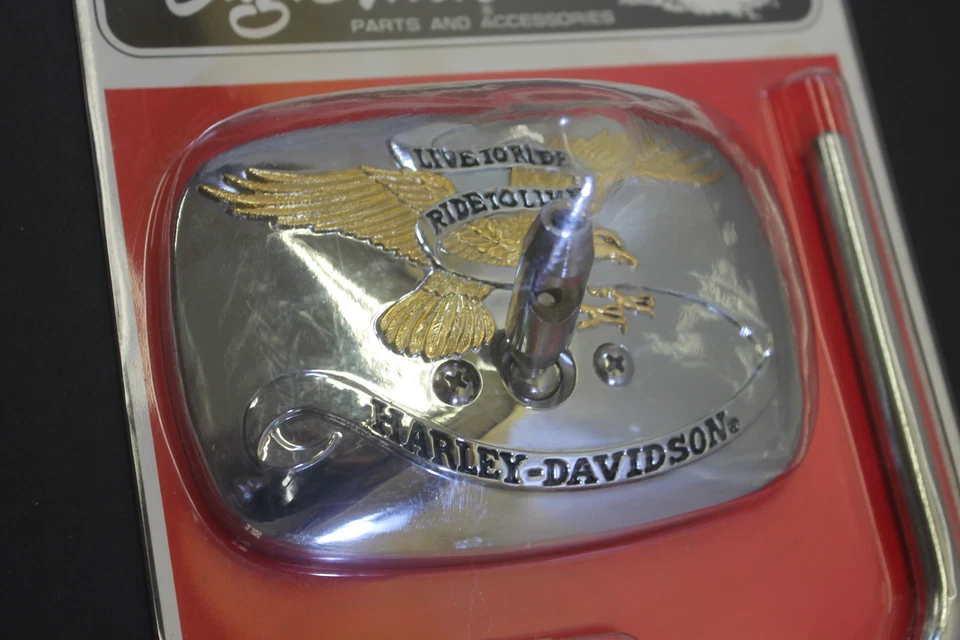 PARTS AND ACCESSORIES
LIVE TO RIDE
RIDE TO LIVE
HARLEY-DAVIDSON®